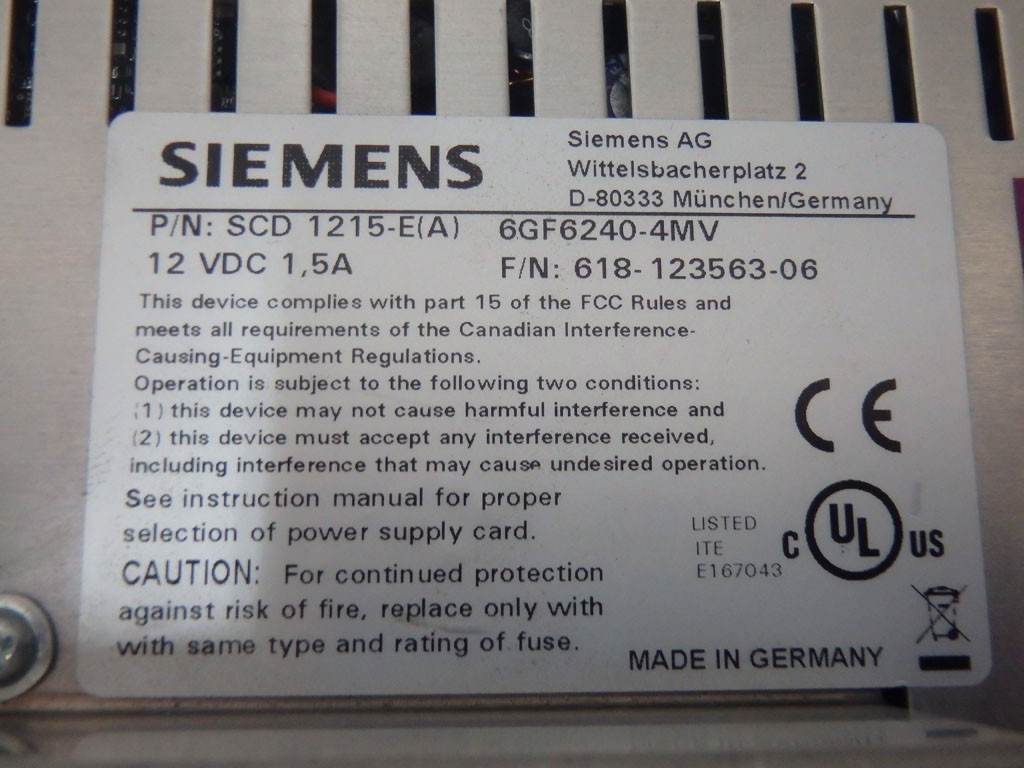 SIEMENS
Siemens AG
Wittelsbacherplatz 2
D-80333 München/Germany
P/N: SCD 1215-E(A) 6GF6240-4MV
12 VDC 1,5A F/N: 618-123563-06
This device complies with part 15 of the FCC Rules and
meets all requirements of the Canadian Interference-
Causing-Equipment Regulations.
Operation is subject to the following two conditions:
(1) this device may not cause harmful interference and
(2) this device must accept any interference received,
including interference that may cause undesired operation.
CE
See instruction manual for proper
selection of power supply card.
LISTED
ITE
E167043
C UL US
CAUTION: For continued protection
against risk of fire, replace only with
with same type and rating of fuse.
MADE IN GERMANY